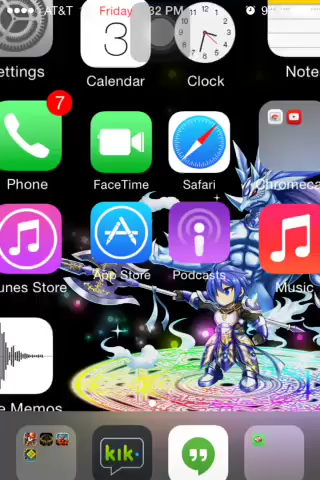 AT&T :32 PM 9
Friday
3
ettings Calendar Clock Note
7
Phone FaceTime Safari Chromeca
unes Store App Store Podcasts Music
e Memos
kik